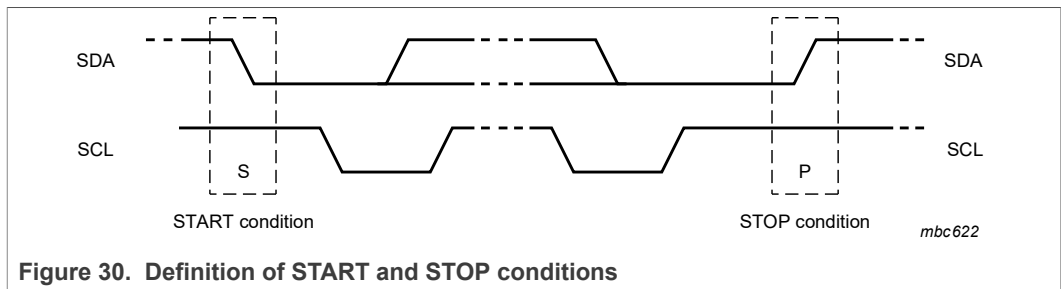 SDA SDA
SCL SCL
S P
START condition STOP condition
mbc622
Figure 30. Definition of START and STOP conditions